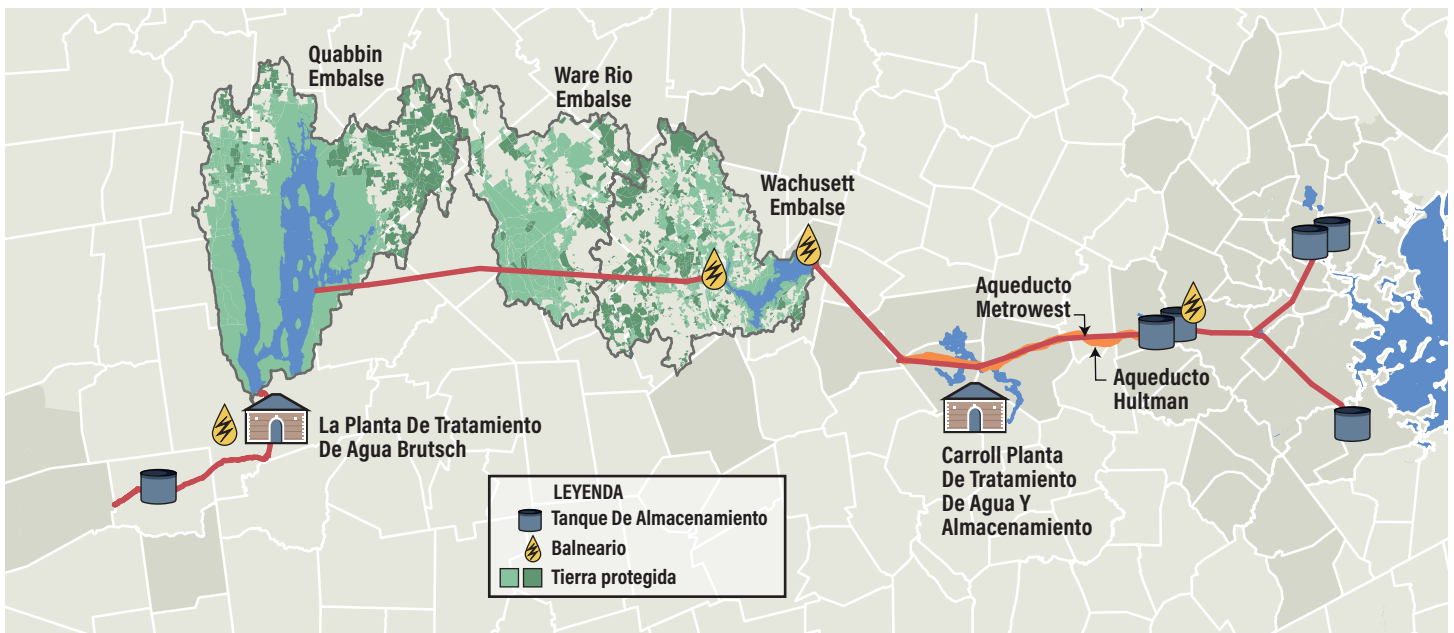 Quabbin
Embalse
Ware Rio
Embalse
Wachusett
Embalse
Aqueducto
Metrowest
Aqueducto
Hultman
La Planta De Tratamiento
De Agua Brutsch
Carroll Planta
De Tratamiento
De Agua Y
Almacenamiento
LEYENDA
Tanque De Almacenamiento
Balneario
Tierra protegida